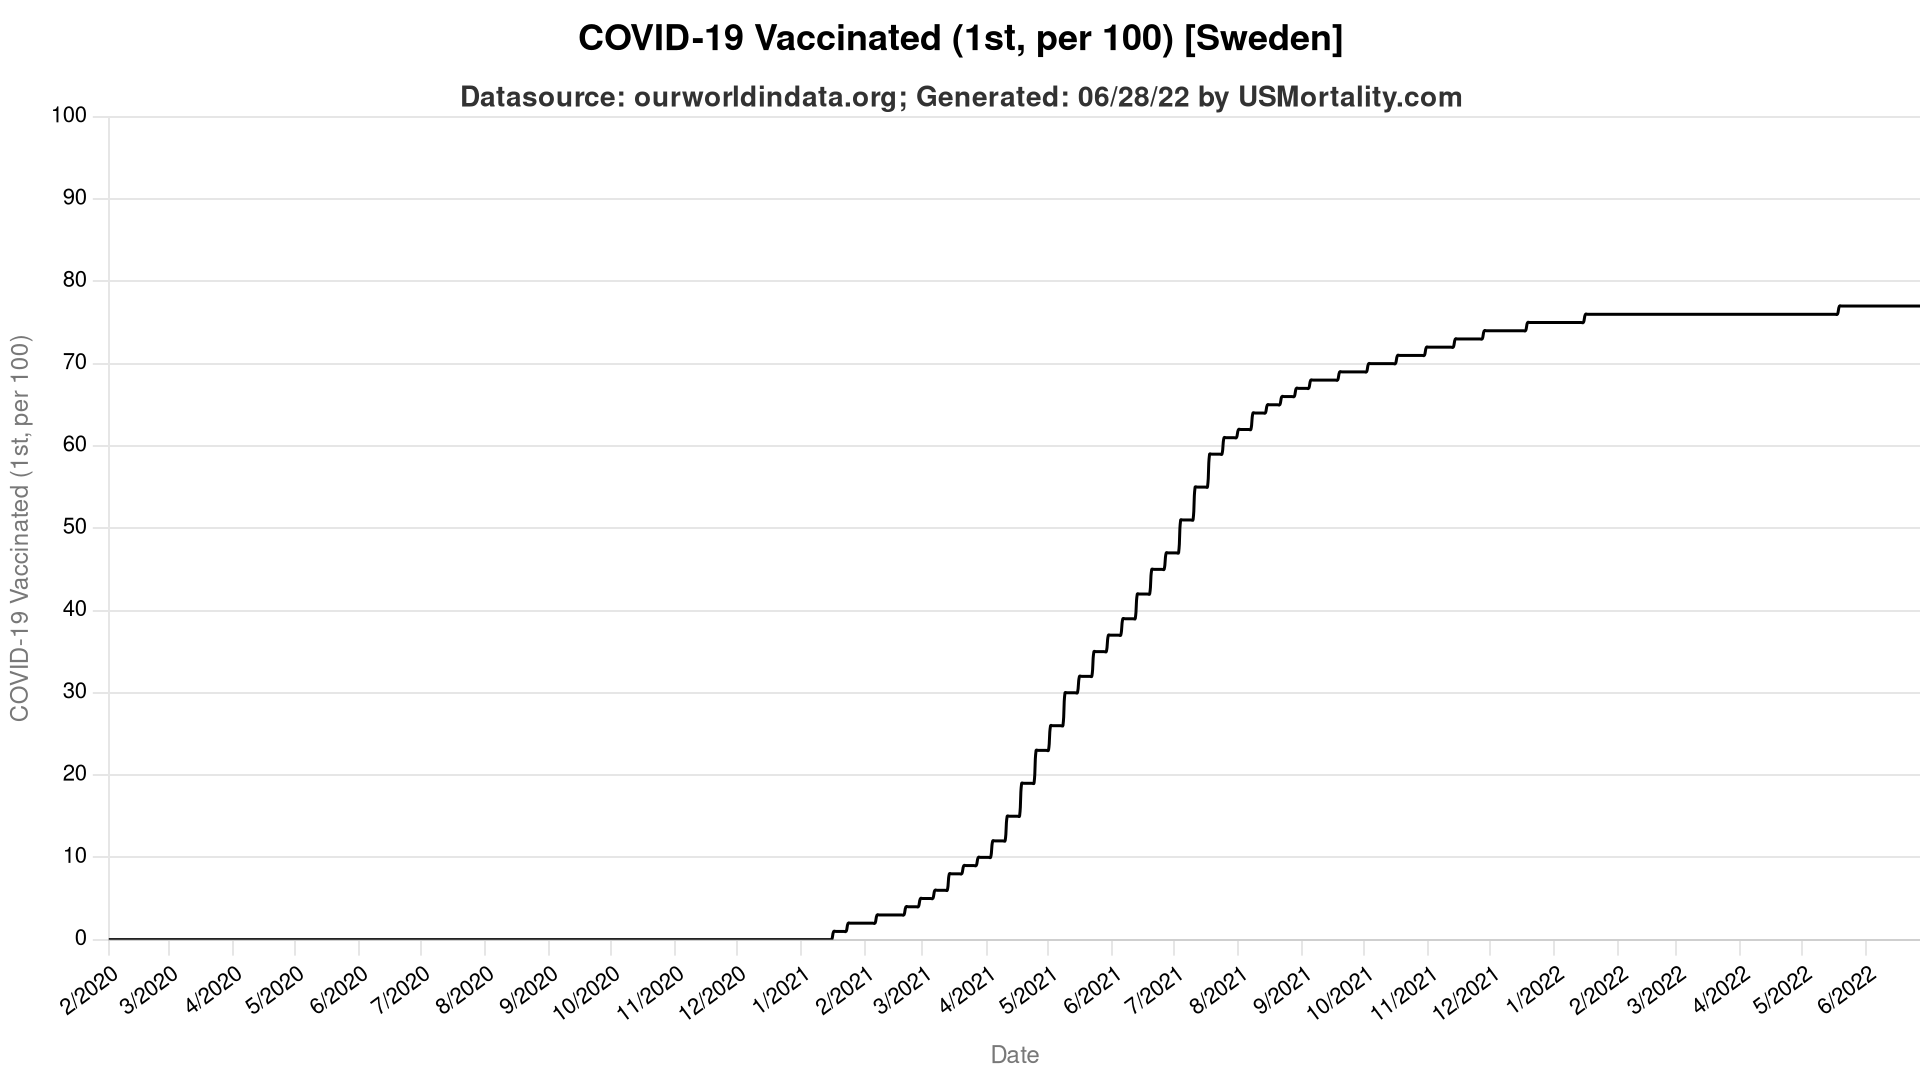 COVID-19 Vaccinated (1st, per 100) [Sweden]
Datasource: ourworldindata.org; Generated: 06/28/22 by USMortality.com
COVID-19 Vaccinated (1st, per 100)
100
90
80
70
60
50
40
30
20
10
0
2/2020 3/2020 4/2020 5/2020 6/2020 7/2020 8/2020 9/2020 10/2020 11/2020 12/2020 1/2021 2/2021 3/2021 4/2021 5/2021 6/2021 7/2021 8/2021 9/2021 10/2021 11/2021 12/2021 1/2022 2/2022 3/2022 4/2022 5/2022 6/2022
Date